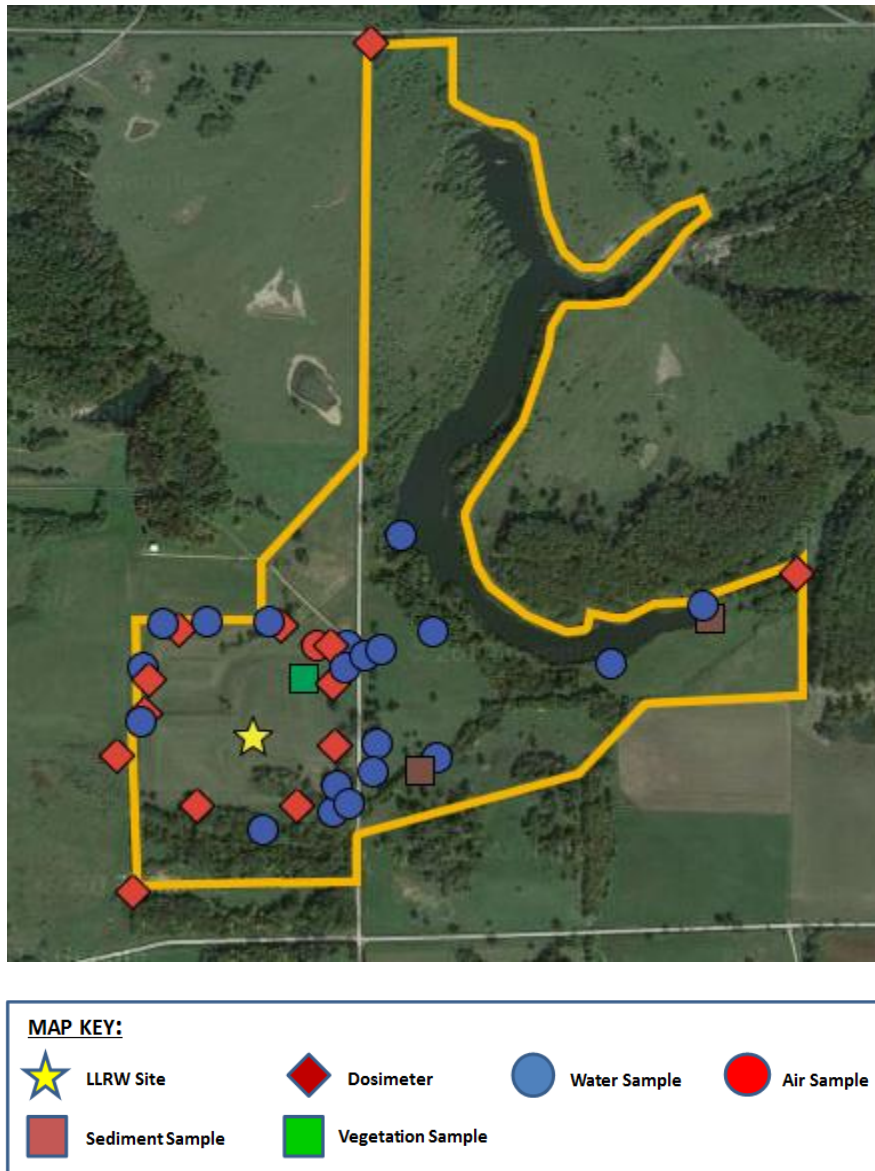 MAP KEY:
LLRW Site
Dosimeter
Water Sample
Air Sample
Sediment Sample
Vegetation Sample